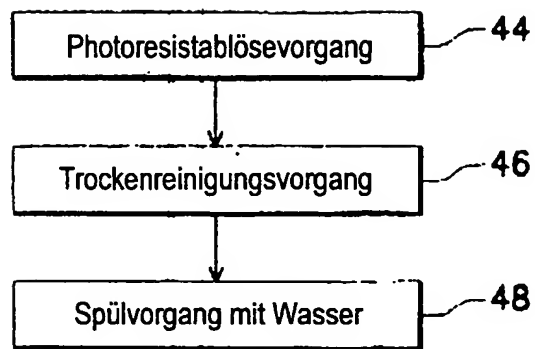 Photoresistablösevorgang 44
Trockenreinigungsvorgang 46
Spülvorgang mit Wasser 48